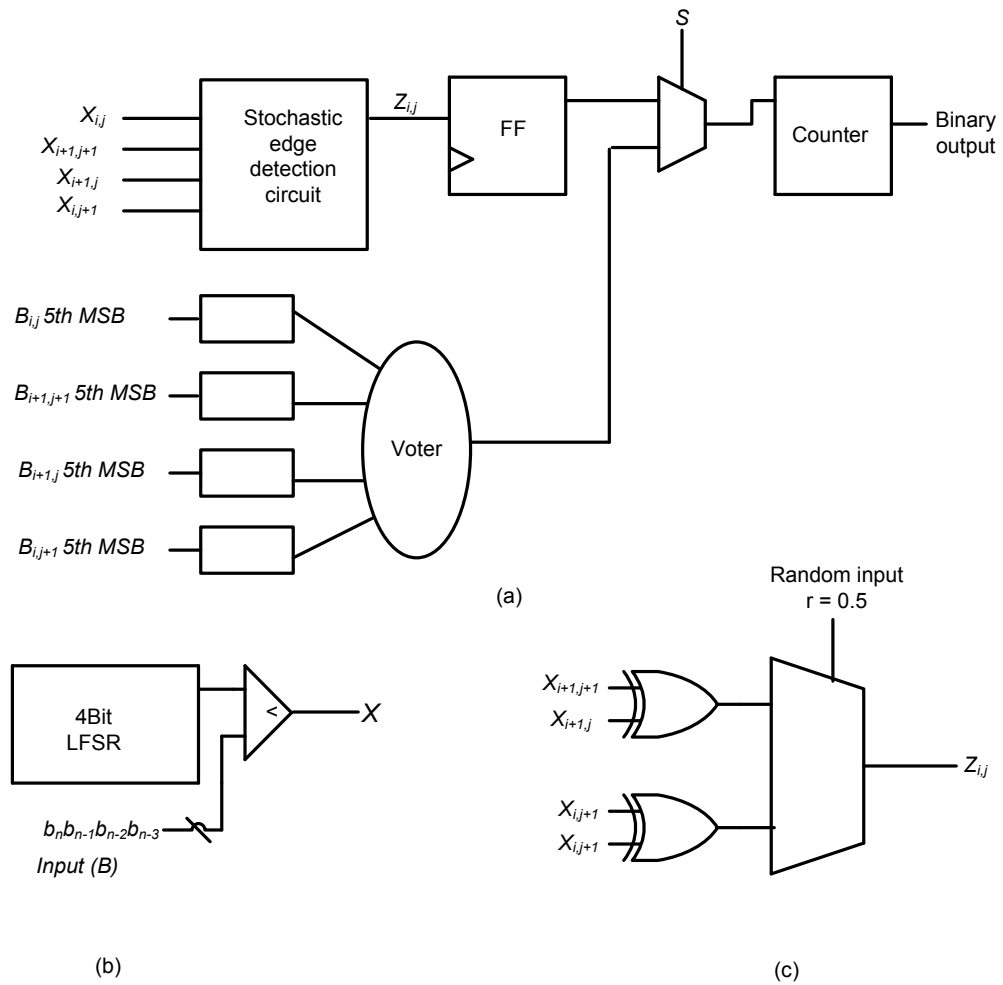 S
X_{i,j}
X_{i+1,j+1}
X_{i+1,j}
X_{i,j+1}
Stochastic
edge
detection
circuit
Z_{i,j}
FF
Counter
Binary
output
B_{i,j} 5th MSB
B_{i+1,j+1} 5th MSB
B_{i+1,j} 5th MSB
B_{i,j+1} 5th MSB
Voter
(a)
4Bit
LFSR
<
X
b_nb_{n-1}b_{n-2}b_{n-3}
Input (B)
(b)
Random input
r = 0.5
X_{i+1,j+1}
X_{i+1,j}
X_{i,j+1}
X_{i,j+1}
Z_{i,j}
(c)